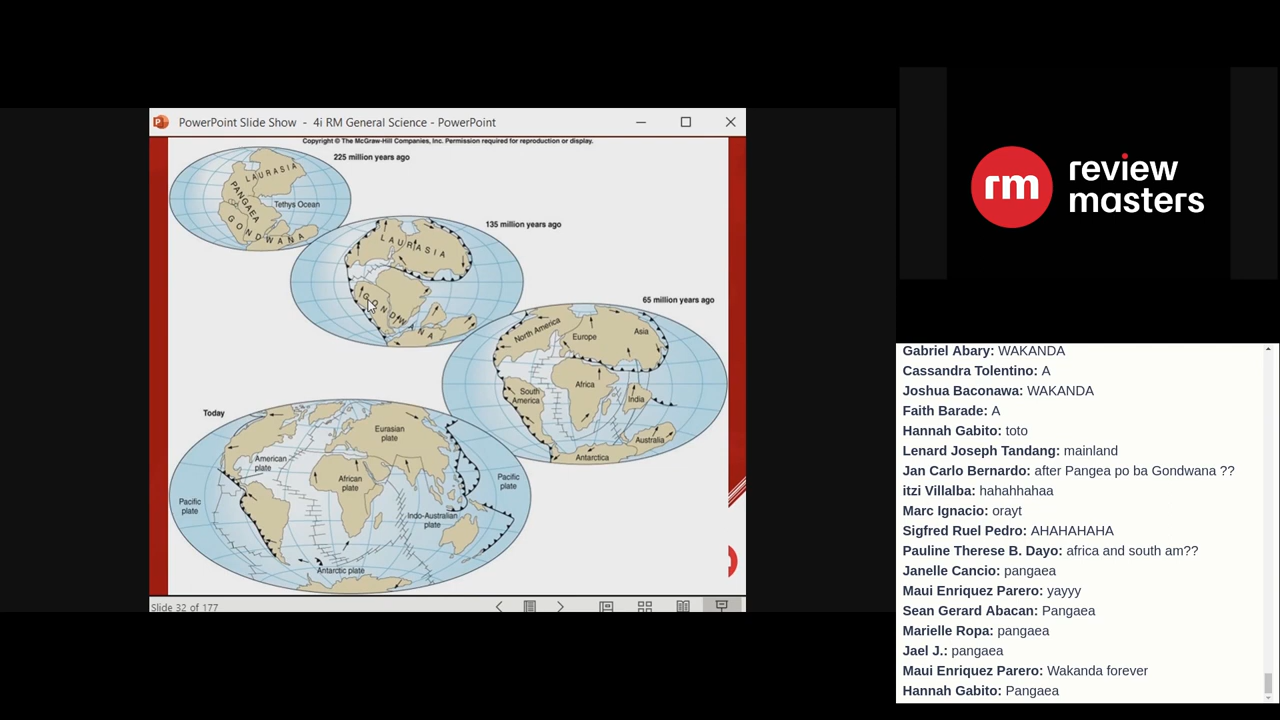 PowerPoint Slide Show - 4i RM General Science - PowerPoint
Copyright © The McGraw-Hill Companies, Inc. Permission required for reproduction or display.
225 million years ago
LAURASIA
PANGAEA
Tethys Ocean
GONDWANA
135 million years ago
LAURASIA
GONDWANA
65 million years ago
North America
Europe
Asia
Africa
South
America
India
Australia
Antarctica
Today
Eurasian
plate
American
plate
African
plate
Pacific
plate
Pacific
plate
Indo-Australian
plate
Antarctic plate
Slide 32 of 177
rm review
masters
Gabriel Abary: WAKANDA
Cassandra Tolentino: A
Joshua Baconawa: WAKANDA
Faith Barade: A
Hannah Gabito: toto
Lenard Joseph Tandang: mainland
Jan Carlo Bernardo: after Pangea po ba Gondwana ??
itzi Villalba: hahahhahaa
Marc Ignacio: orayt
Sigfred Ruel Pedro: AHAHAHAHA
Pauline Therese B. Dayo: africa and south am??
Janelle Cancio: pangaea
Maui Enriquez Parero: yayyy
Sean Gerard Abacan: Pangaea
Marielle Ropa: pangaea
Jael J.: pangaea
Maui Enriquez Parero: Wakanda forever
Hannah Gabito: Pangaea